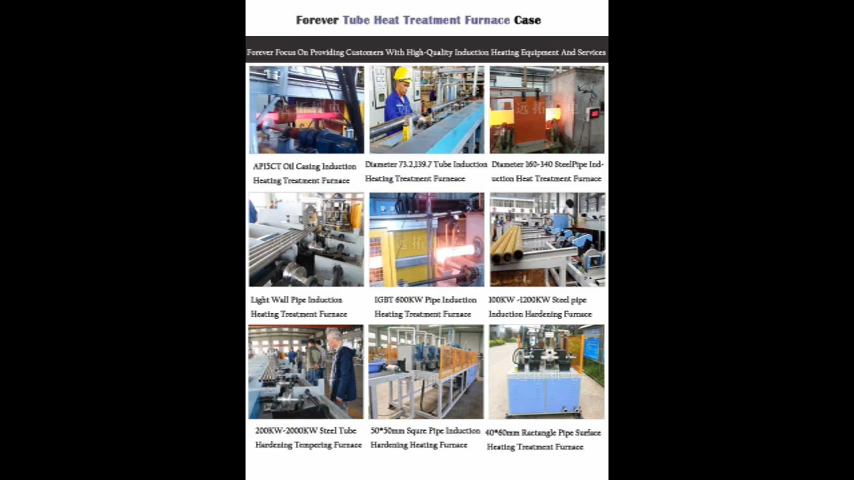 Forever Tube Heat Treatment Furnace Case
Forever Focus On Providing Customers With High-Quality Induction Heating Equipment And Services
API5CT Oil Casing Induction
Heating Treatment Furnace
Diameter 73.2,139.7 Tube Induction
Heating Treatment Furneace
Diameter 160-340 SteelPipe Ind-
uction Heat Treatment Furnace
Light Wall Pipe Induction
Heating Treatment Furnace
IGBT 600KW Pipe Induction
Heating Treatment Furnace
100KW -1200KW Steel pipe
Induction Hardening Furnace
200KW-2000KW Steel Tube
Hardening Tempering Furnace
50*50mm Squre Pipe Induction
Hardening Heating Furnace
40*60mm Ractangle Pipe Surface
Heating Treatment Furnace